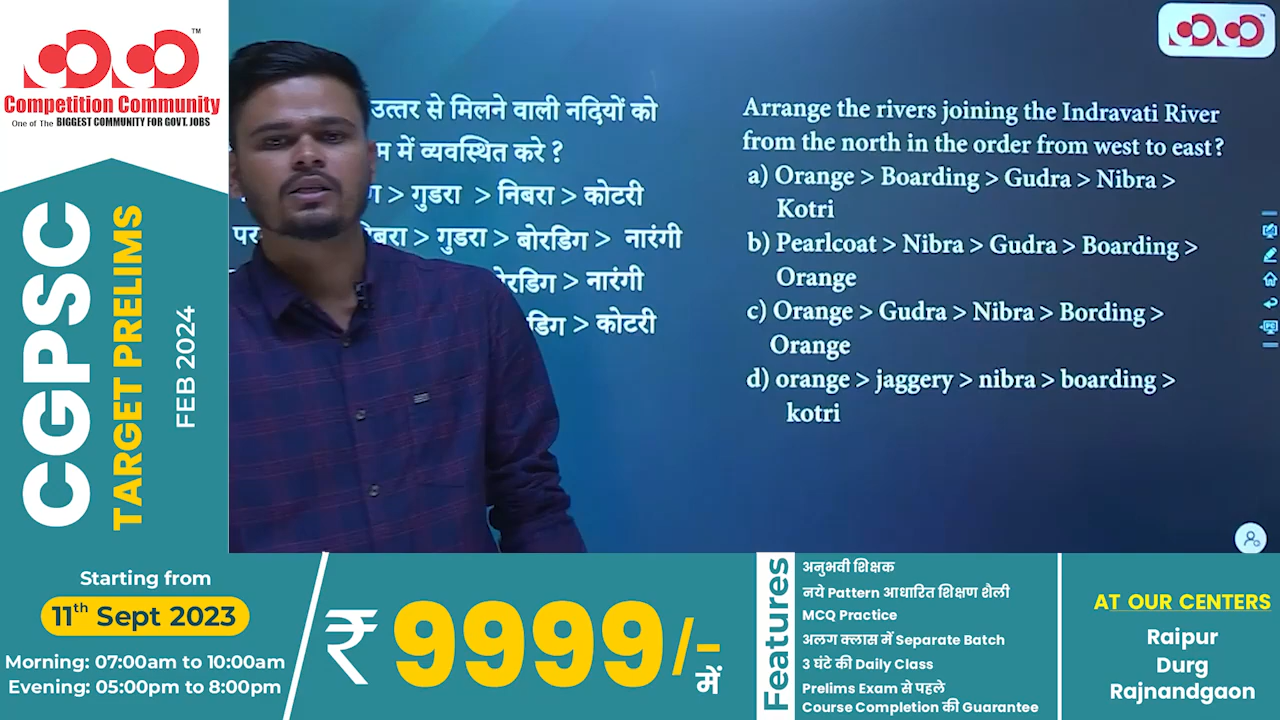 TM
Competition Community
One of The BIGGEST COMMUNITY FOR GOVT. JOBS
CGPSC
TARGET PRELIMS
FEB 2024
उत्तर से मिलने वाली नदियों को
में व्यवस्थित करे ?
> गुडरा > निबरा > कोटरी
> गुडरा > बोरडिग > नारंगी
> नारंगी
> कोटरी
Arrange the rivers joining the Indravati River
from the north in the order from west to east?
a) Orange > Boarding > Gudra > Nibra >
Kotri
b) Pearlcoat > Nibra > Gudra > Boarding >
Orange
c) Orange > Gudra > Nibra > Bording >
Orange
d) orange > jaggery > nibra > boarding >
kotri
Starting from
11th Sept 2023
Morning: 07:00am to 10:00am
Evening: 05:00pm to 8:00pm
₹ 9999/- में
Features
अनुभवी शिक्षक
नये Pattern आधारित शिक्षण शैली
MCQ Practice
अलग क्लास में Separate Batch
3 घंटे की Daily Class
Prelims Exam से पहले
Course Completion की Guarantee
AT OUR CENTERS
Raipur
Durg
Rajnandgaon